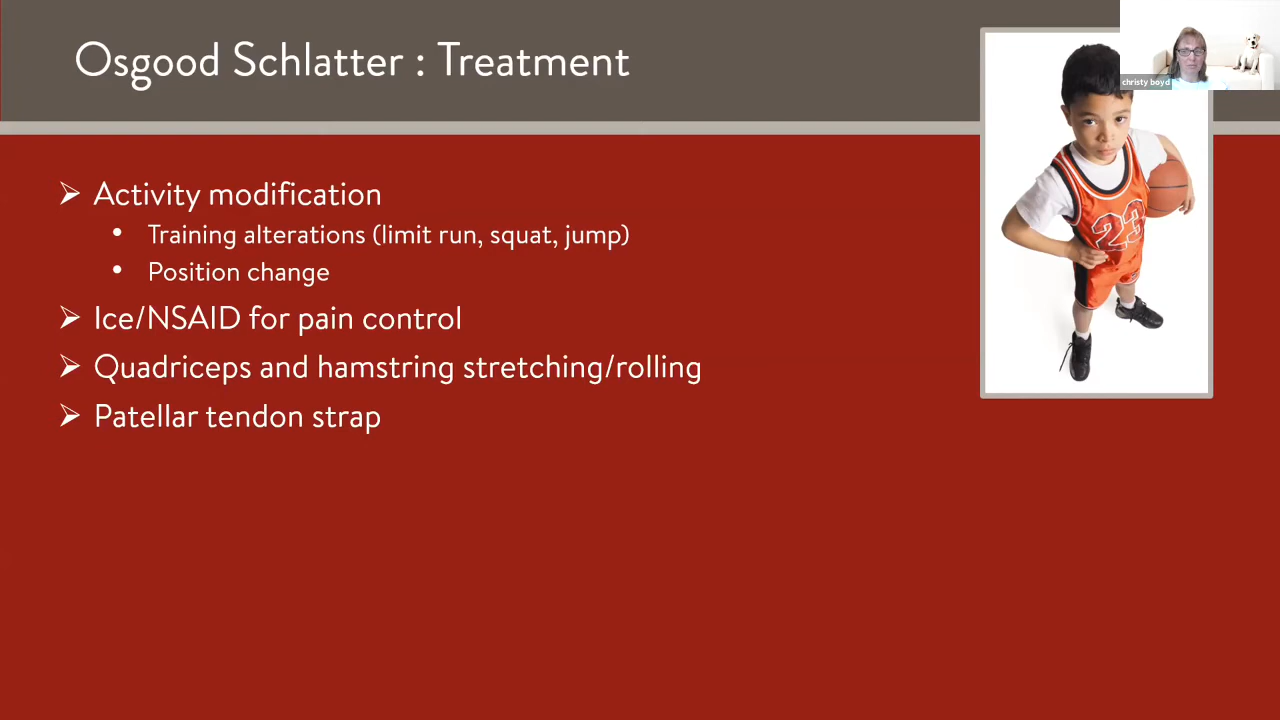 Osgood Schlatter : Treatment
christy boyd
Activity modification
Training alterations (limit run, squat, jump)
Position change
Ice/NSAID for pain control
Quadriceps and hamstring stretching/rolling
Patellar tendon strap
23